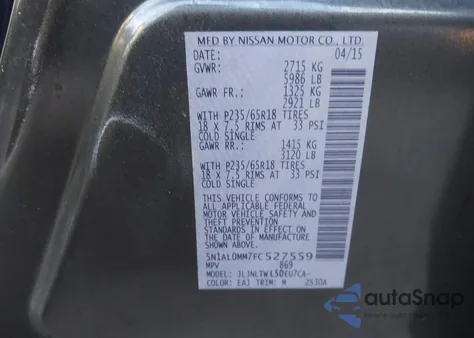 MFD BY NISSAN MOTOR CO., LTD.
DATE: 04/15
GVWR: 2715 KG
5986 LB
GAWR FR.: 1325 KG
2921 LB
WITH P235/65R18 TIRES
18 X 7.5 RIMS AT 33 PSI
COLD SINGLE
GAWR RR.: 1415 KG
3120 LB
WITH P235/65R18 TIRES
18 X 7.5 RIMS AT 33 PSI
COLD SINGLE
THIS VEHICLE CONFORMS TO
ALL APPLICABLE FEDERAL
MOTOR VEHICLE SAFETY AND
THEFT PREVENTION
STANDARDS IN EFFECT ON
THE DATE OF MANUFACTURE
SHOWN ABOVE.
5N1AL0MM7FC527559
MPV 869
MODEL:
COLOR: EAJ TRIM: M
autoSnap